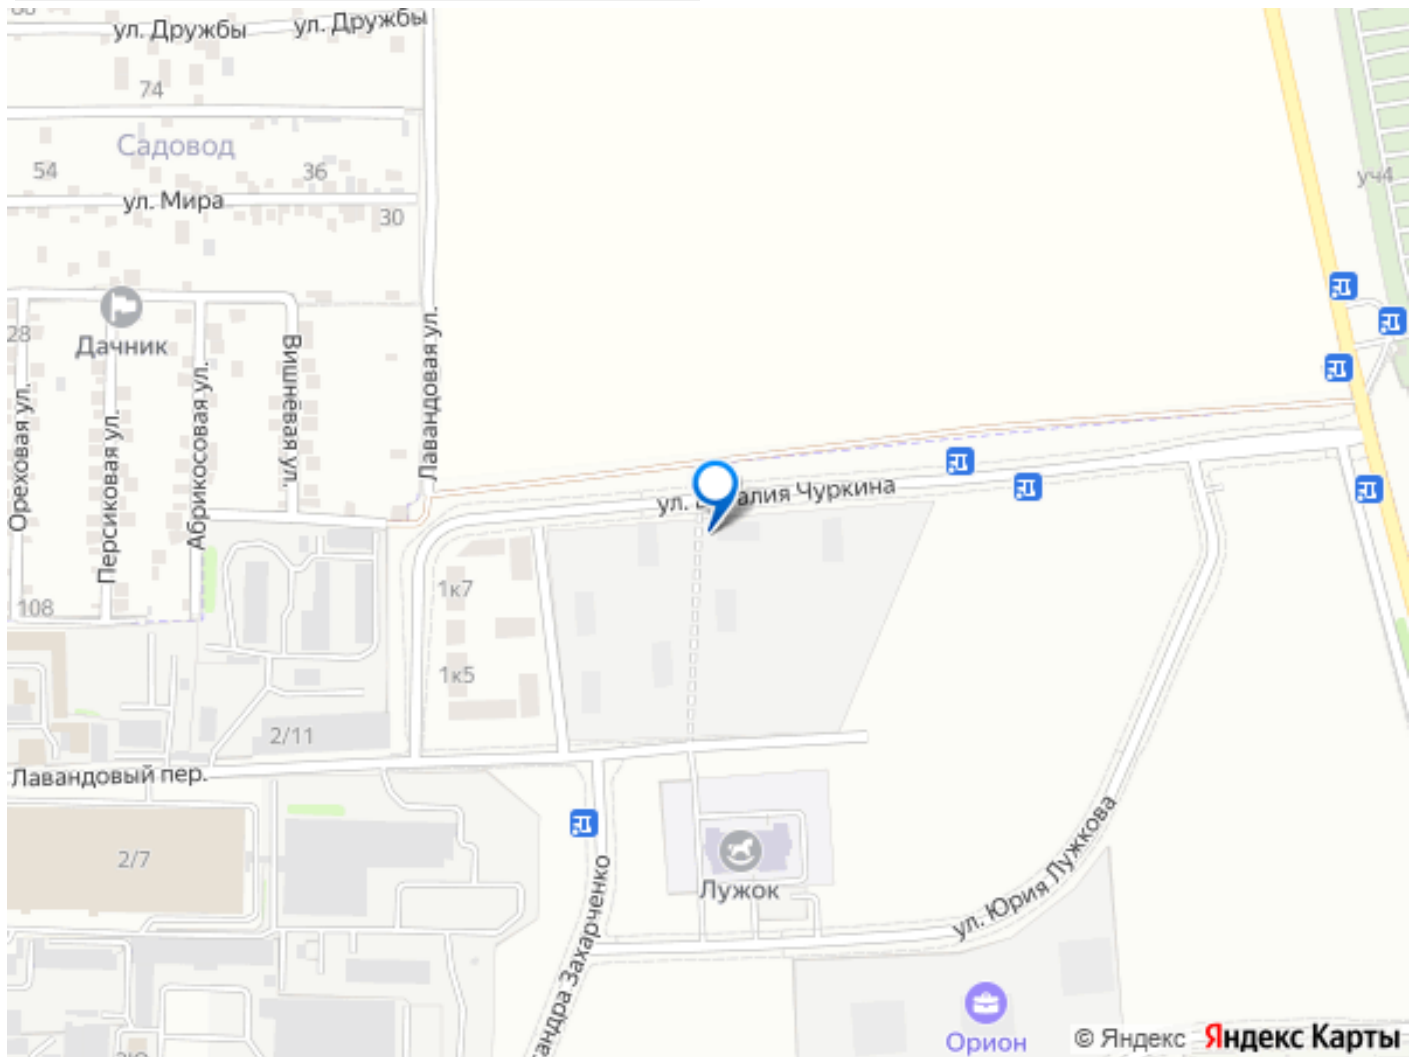 ул. Дружбы
ул. Дружбы
74
Садовод
54
36
ул. Мира
30
уч4
28
Дачник
Ореховая ул.
Персиковая ул.
Абрикосовая ул.
Вишнёвая ул.
Лавандовая ул.
ул. талия Чуркина
108
1к7
1к5
2/11
Лавандовый пер.
2/7
Лужок
андра Захарченко
ул. Юрия Лужкова
Орион
© Яндекс Яндекс Карты